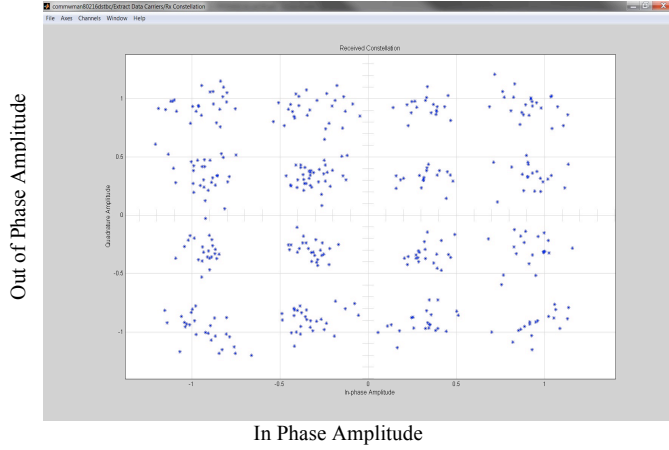 commwman80216dstbc/Extract Data Carriers/Rx Constellation
File Axes Channels Window Help
Received Constellation
Out of Phase Amplitude
Quadrature Amplitude
1
0.5
0
-0.5
-1
-1 -0.5 0 0.5 1
In-phase Amplitude
In Phase Amplitude